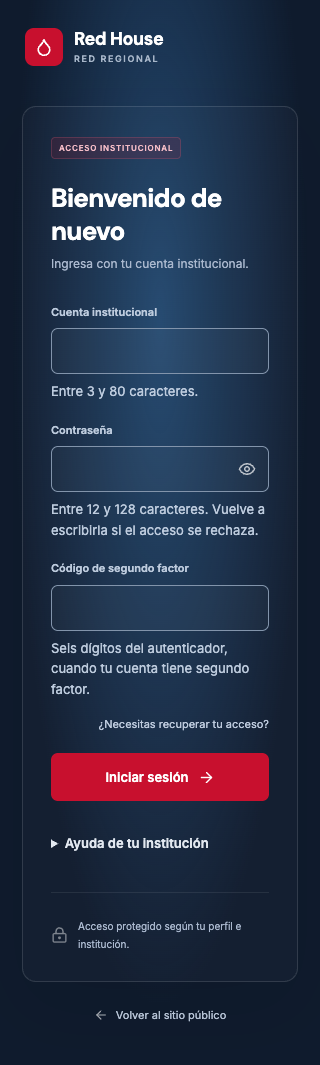 Red House
RED REGIONAL
ACCESO INSTITUCIONAL
Bienvenido de
nuevo
Ingresa con tu cuenta institucional.
Cuenta institucional
Entre 3 y 80 caracteres.
Contraseña
Entre 12 y 128 caracteres. Vuelve a
escribirla si el acceso se rechaza.
Código de segundo factor
Seis dígitos del autenticador,
cuando tu cuenta tiene segundo
factor.
¿Necesitas recuperar tu acceso?
Iniciar sesión
Ayuda de tu institución
Acceso protegido según tu perfil e
institución.
Volver al sitio público